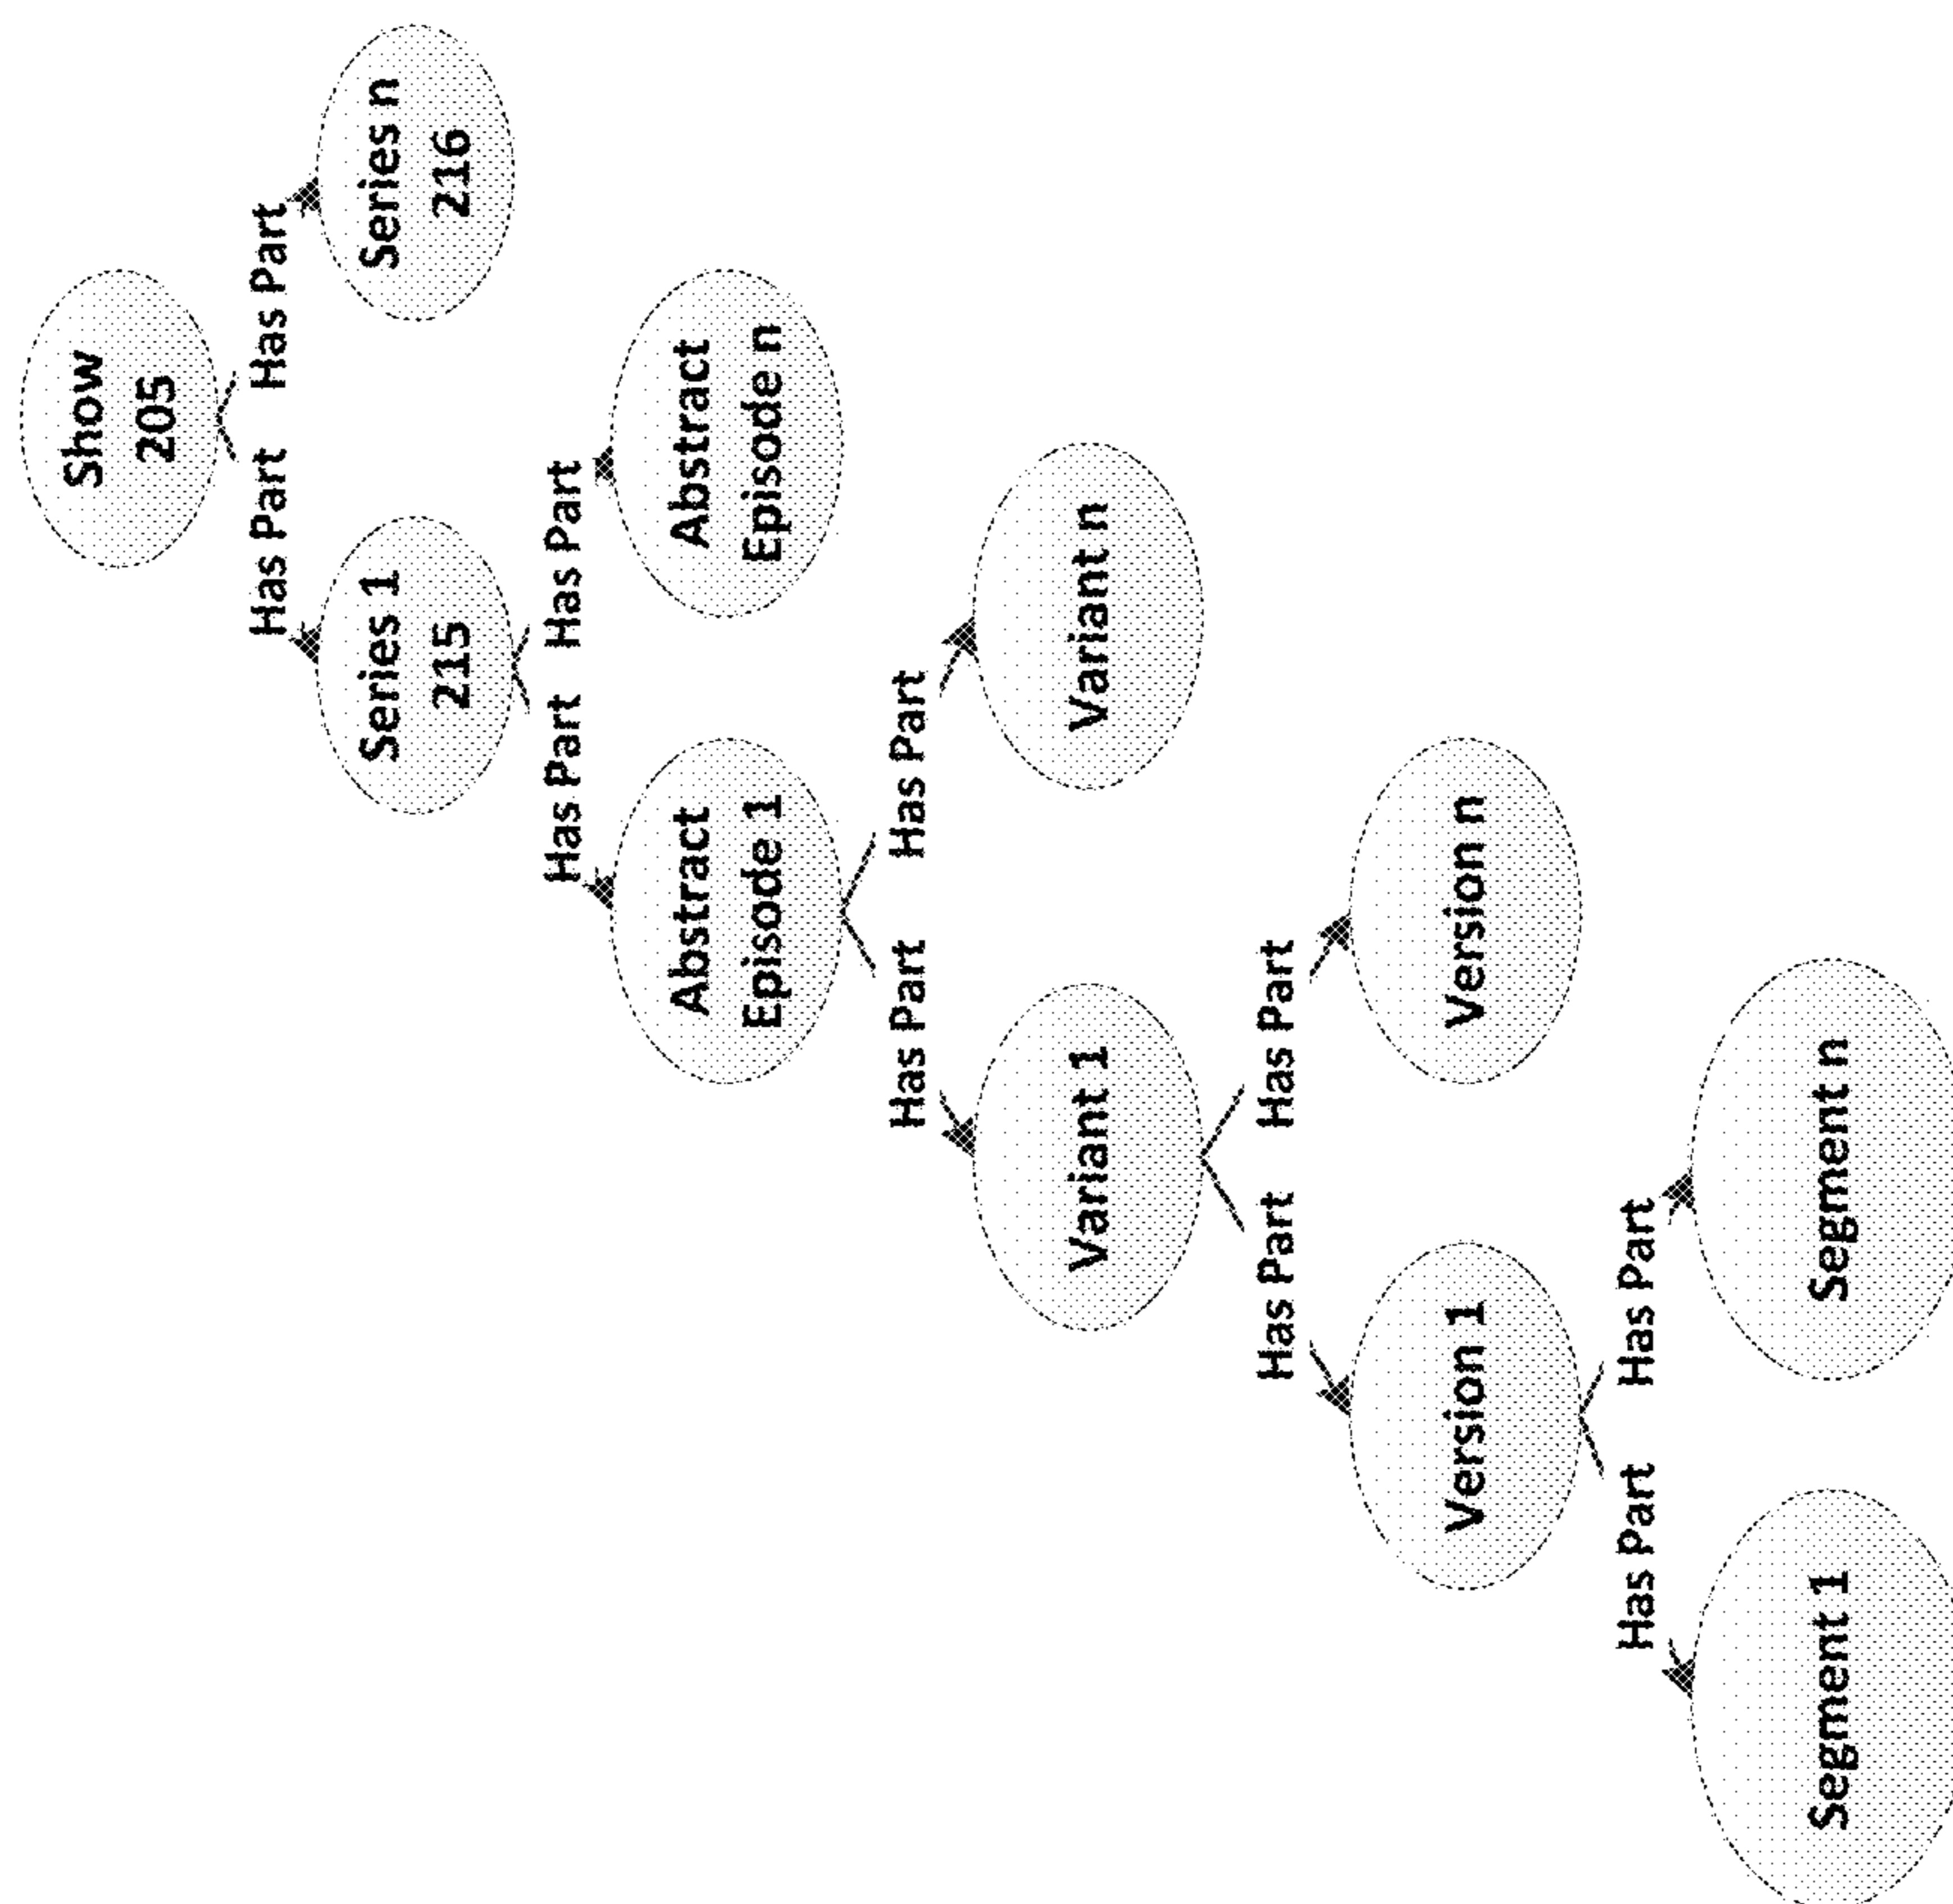 Show
205
Has Part
Has Part
Series 1
215
Series n
216
Has Part
Has Part
Abstract
Episode 1
Abstract
Episode n
Has Part
Has Part
Variant 1
Variant n
Has Part
Has Part
Version 1
Version n
Has Part
Has Part
Segment 1
Segment n